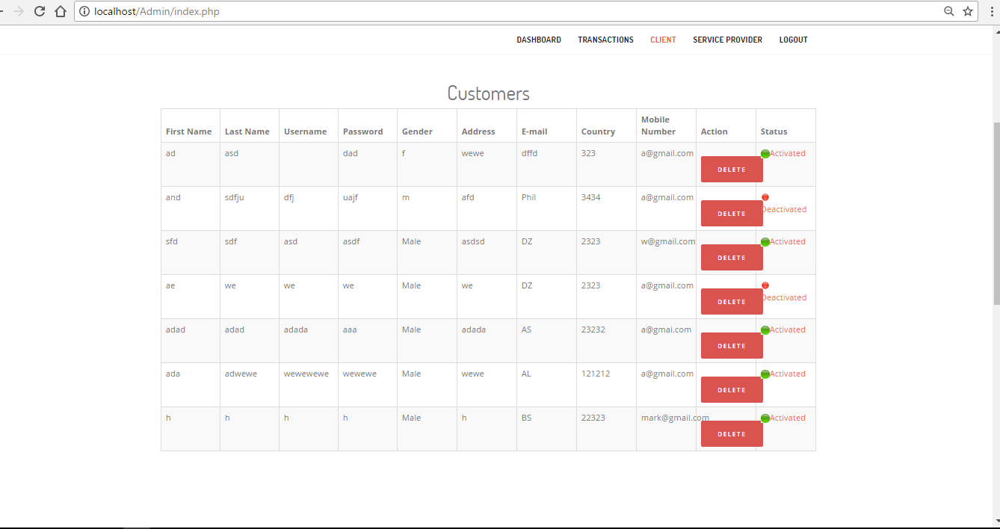 localhost/Admin/index.php
DASHBOARD TRANSACTIONS CLIENT SERVICE PROVIDER LOGOUT
Customers
First Name Last Name Username Password Gender Address E-mail Country Mobile Number Action Status
ad asd dad f wewe dffd 323 a@gmail.com DELETE Activated
and sdfju dfj uajf m afd Phil 3434 a@gmail.com DELETE Deactivated
sfd sdf asd asdf Male asdsd DZ 2323 w@gmail.com DELETE Activated
ae we we we Male we DZ 2323 a@gmail.com DELETE Deactivated
adad adad adada aaa Male adada AS 23232 a@gmai.com DELETE Activated
ada adwewe wewewewe wewewe Male wewe AL 121212 a@gmail.com DELETE Activated
h h h h Male h BS 22323 mark@gmail.com DELETE Activated